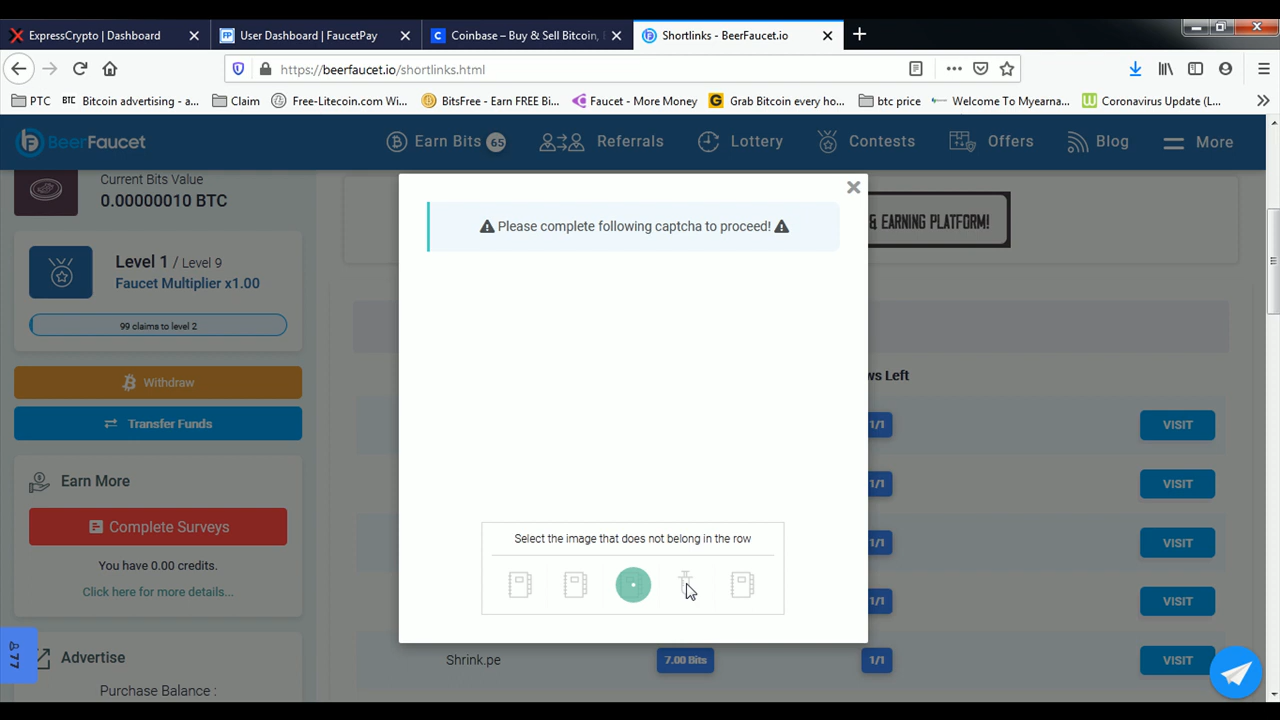 ExpressCrypto | Dashboard
User Dashboard | FaucetPay
Coinbase – Buy & Sell Bitcoin,
Shortlinks - BeerFaucet.io
https://beerfaucet.io/shortlinks.html
PTC
Bitcoin advertising - a...
Claim
Free-Litecoin.com Wi...
BitsFree - Earn FREE Bi...
Faucet - More Money
Grab Bitcoin every ho...
btc price
Welcome To Myearna...
Coronavirus Update (L...
BeerFaucet
Earn Bits 65
Referrals
Lottery
Contests
Offers
Blog
More
Current Bits Value
0.00000010 BTC
& EARNING PLATFORM!
Please complete following captcha to proceed!
Level 1 / Level 9
Faucet Multiplier x1.00
99 claims to level 2
ws Left
Withdraw
Transfer Funds
1/1
VISIT
Earn More
1/1
VISIT
Complete Surveys
Select the image that does not belong in the row
1/1
VISIT
You have 0.00 credits.
Click here for more details...
1/1
VISIT
77
Advertise
Shrink.pe
7.00 Bits
1/1
VISIT
Purchase Balance :